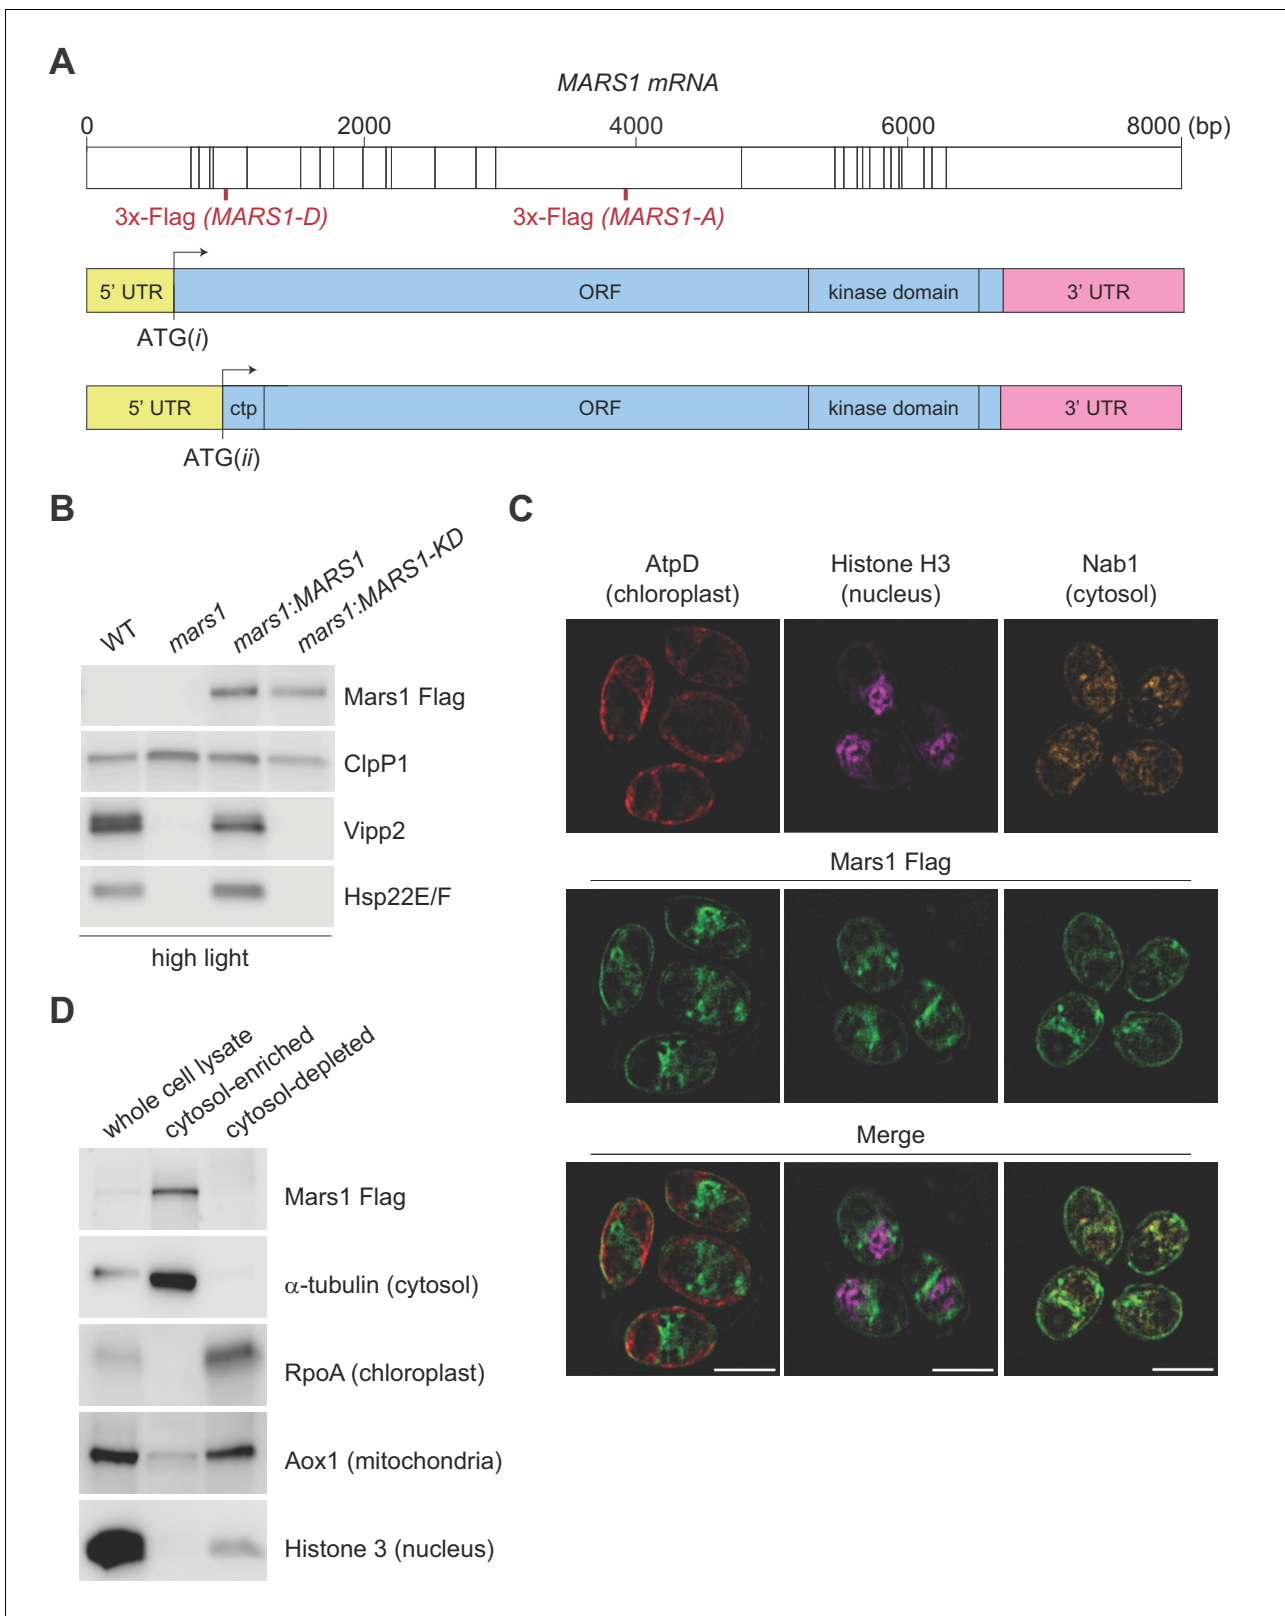 A
MARS1 mRNA
0 2000 4000 6000 8000 (bp)
3x-Flag (MARS1-D) 3x-Flag (MARS1-A)
5’ UTR ORF kinase domain 3’ UTR
ATG(i)
5’ UTR ctp ORF kinase domain 3’ UTR
ATG(ii)
B
WT mars1 mars1:MARS1 mars1:MARS1-KD
Mars1 Flag
ClpP1
Vipp2
Hsp22E/F
high light
C
AtpD Histone H3 Nab1
(chloroplast) (nucleus) (cytosol)
Mars1 Flag
Merge
D
whole cell lysate cytosol-enriched cytosol-depleted
Mars1 Flag
α-tubulin (cytosol)
RpoA (chloroplast)
Aox1 (mitochondria)
Histone 3 (nucleus)